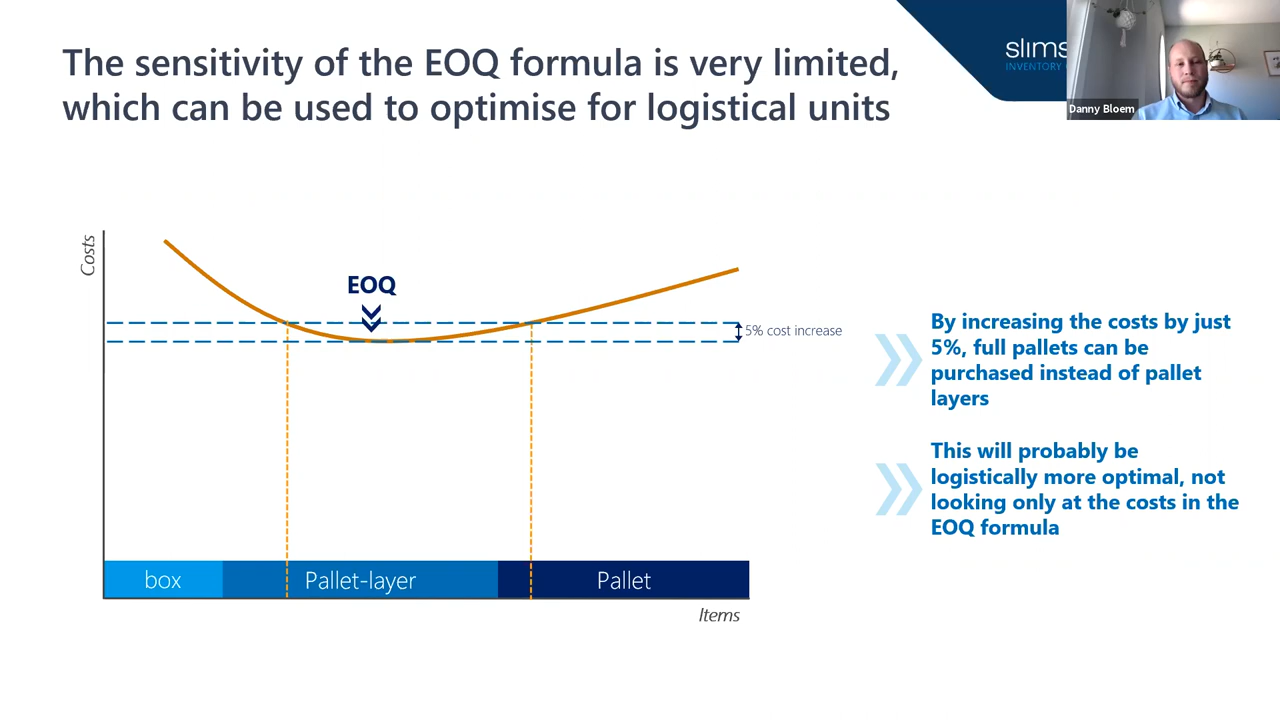 The sensitivity of the EOQ formula is very limited,
which can be used to optimise for logistical units
slims
INVENTORY
Danny Bloem
Costs
EOQ
5% cost increase
By increasing the costs by just
5%, full pallets can be
purchased instead of pallet
layers
This will probably be
logistically more optimal, not
looking only at the costs in the
EOQ formula
box
Pallet-layer
Pallet
Items